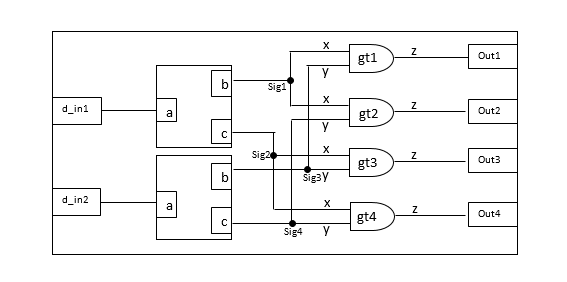 x
gt1
z
Out1
y
b
Sig1
d_in1
a
x
gt2
z
Out2
y
c
Sig2
x
gt3
z
Out3
b
Sig3
y
d_in2
a
x
gt4
z
Out4
c
Sig4
y